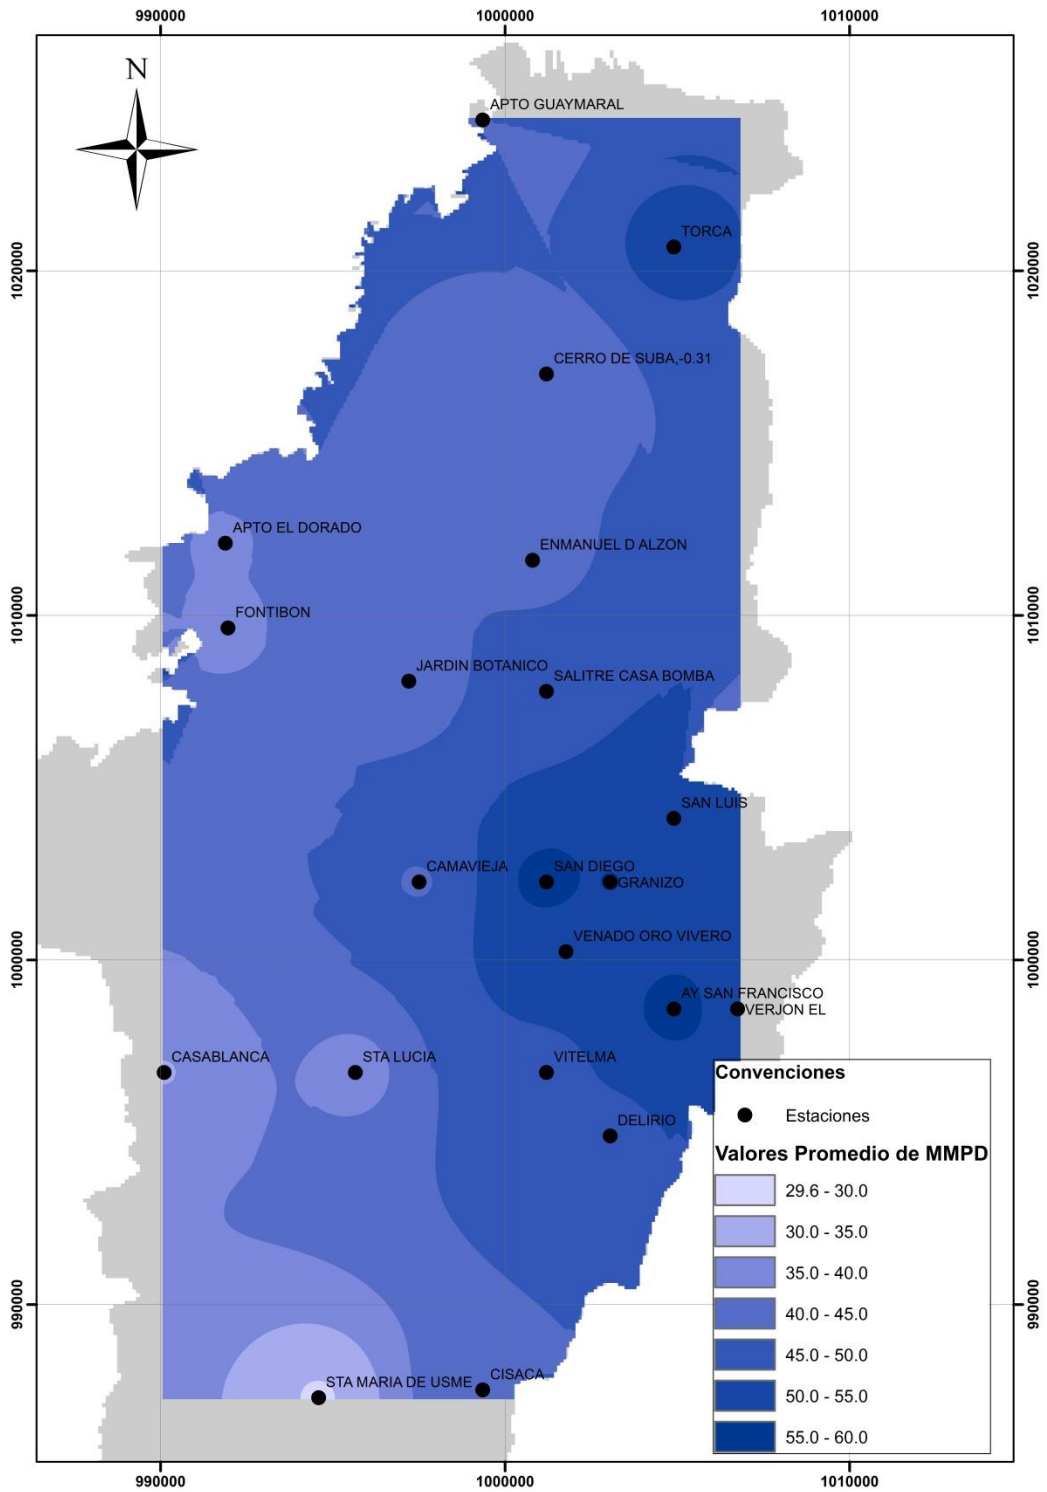 990000
1000000
1010000
N
APTO GUAYMARAL
TORCA
1020000
1020000
CERRO DE SUBA,-0.31
APTO EL DORADO
ENMANUEL D ALZON
FONTIBON
1010000
1010000
JARDIN BOTANICO
SALITRE CASA BOMBA
SAN LUIS
CAMAVIEJA
SAN DIEGO
GRANIZO
VENADO ORO VIVERO
1000000
1000000
AY SAN FRANCISCO
VERJON EL
CASABLANCA
STA LUCIA
VITELMA
DELIRIO
Convenciones
Estaciones
Valores Promedio de MMPD
29.6 - 30.0
30.0 - 35.0
35.0 - 40.0
40.0 - 45.0
45.0 - 50.0
50.0 - 55.0
55.0 - 60.0
990000
990000
STA MARIA DE USME
CISACA
990000
1000000
1010000